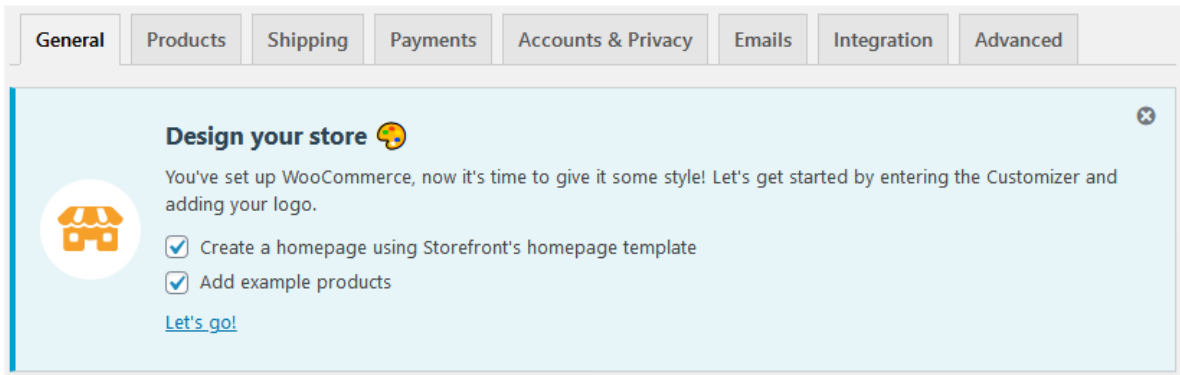 General Products Shipping Payments Accounts & Privacy Emails Integration Advanced
Design your store
You've set up WooCommerce, now it's time to give it some style! Let's get started by entering the Customizer and
adding your logo.
Create a homepage using Storefront's homepage template
Add example products
Let's go!